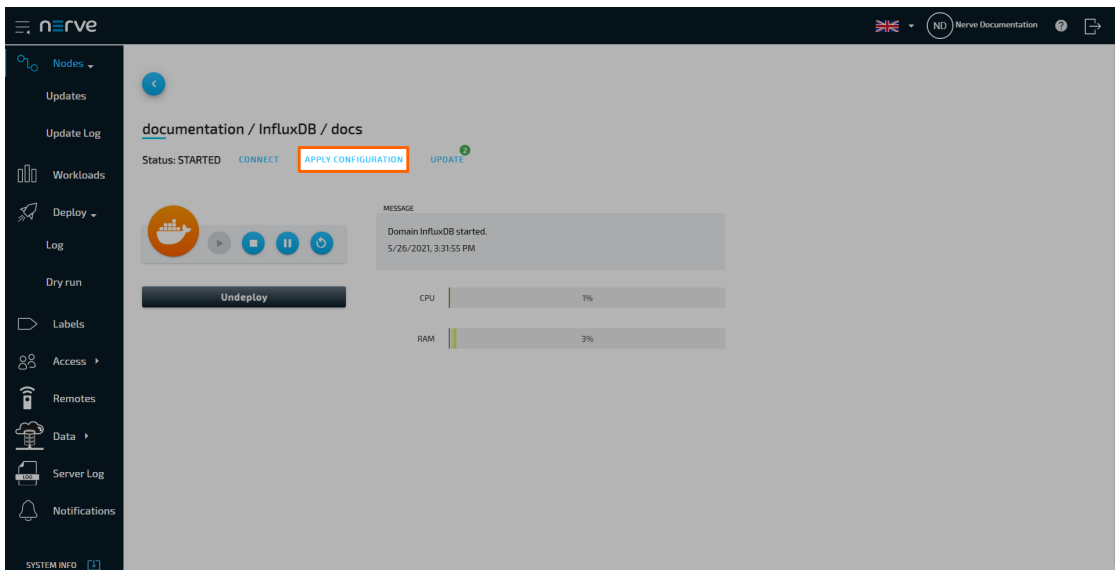 nerve
ND Nerve Documentation ?
Nodes
Updates
Update Log
Workloads
Deploy
Log
Dry run
Labels
Access
Remotes
Data
LOG Server Log
Notifications
SYSTEM INFO
documentation / InfluxDB / docs
Status: STARTED CONNECT APPLY CONFIGURATION UPDATE 2
MESSAGE
Domain InfluxDB started.
5/26/2021, 3:31:55 PM
Undeploy
CPU 1%
RAM 3%